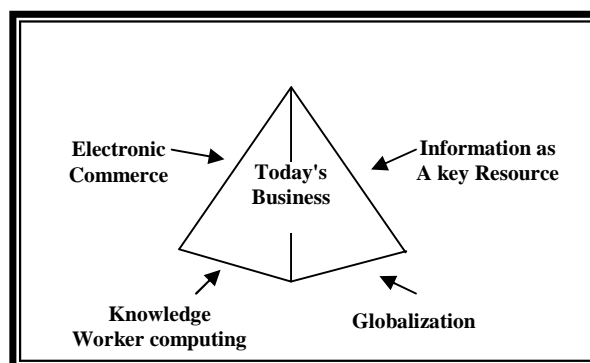 Electronic
Commerce
Today's
Business
Information as
A key Resource
Knowledge
Worker computing
Globalization